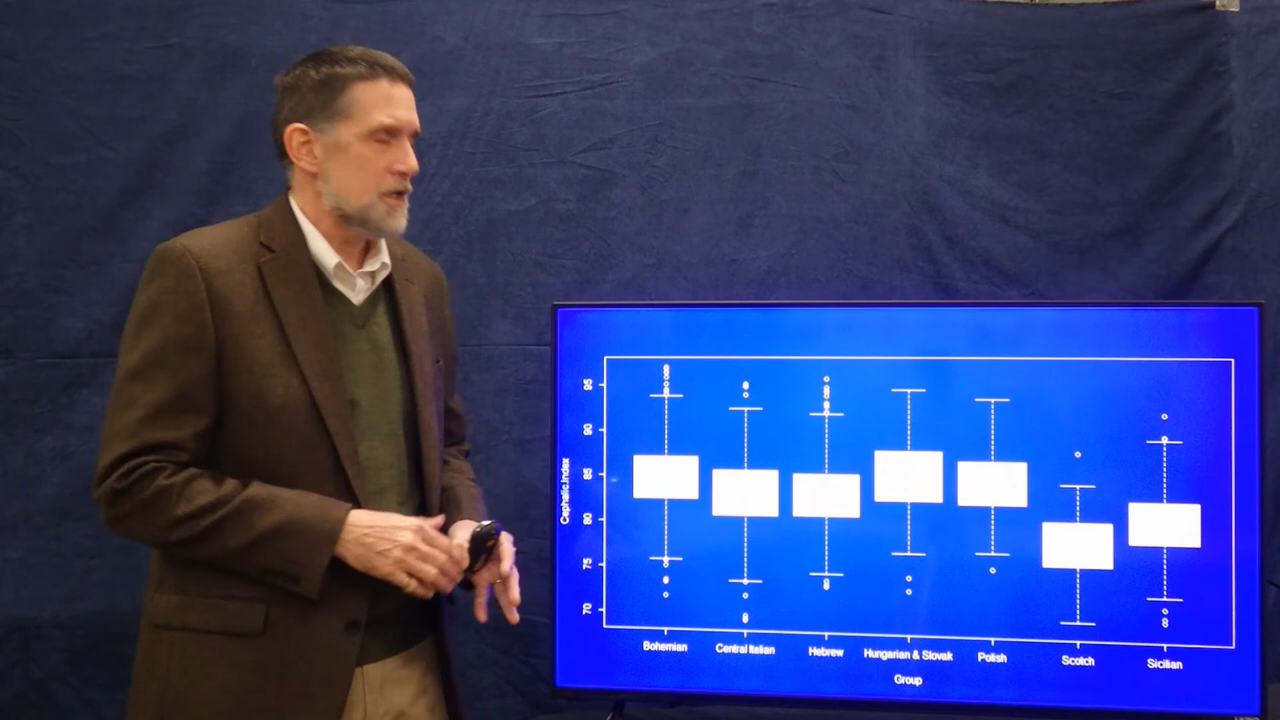 95
90
85
80
75
70
Cephalic.Index
Bohemian
Central Italian
Hebrew
Hungarian & Slovak
Polish
Scotch
Sicilian
Group